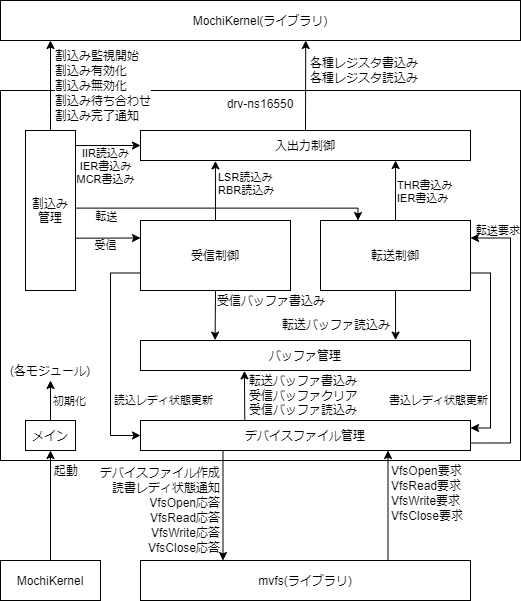 MochiKernel(ライブラリ)
割込み監視開始
割込み有効化
割込み無効化
割込み待ち合わせ
割込み完了通知
各種レジスタ書込み
各種レジスタ読込み
drv-ns16550
割込み
管理
IIR読込み
IER書込み
MCR書込み
入出力制御
LSR読込み
RBR読込み
THR書込み
IER書込み
転送
受信
受信制御
転送制御
転送要求
受信バッファ書込み
転送バッファ読込み
バッファ管理
(各モジュール)
初期化
読込レディ状態更新
転送バッファ書込み
受信バッファクリア
受信バッファ読込み
書込レディ状態更新
メイン
デバイスファイル管理
起動
デバイスファイル作成
読書レディ状態通知
VfsOpen応答
VfsRead応答
VfsWrite応答
VfsClose応答
VfsOpen要求
VfsRead要求
VfsWrite要求
VfsClose要求
MochiKernel
mvfs(ライブラリ)